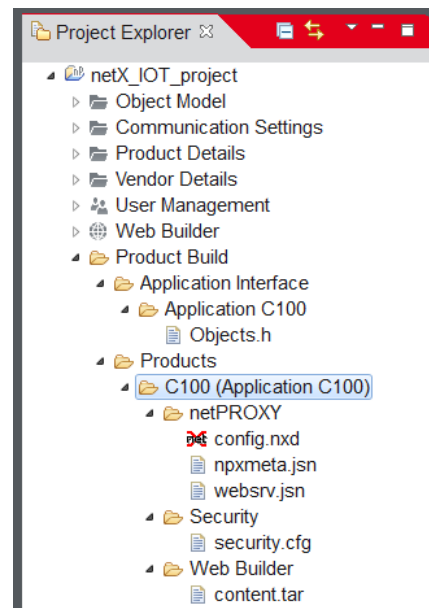 Project Explorer
netX_IOT_project
Object Model
Communication Settings
Product Details
Vendor Details
User Management
Web Builder
Product Build
Application Interface
Application C100
Objects.h
Products
C100 (Application C100)
netPROXY
config.nxd
npxmeta.jsn
websrv.jsn
Security
security.cfg
Web Builder
content.tar